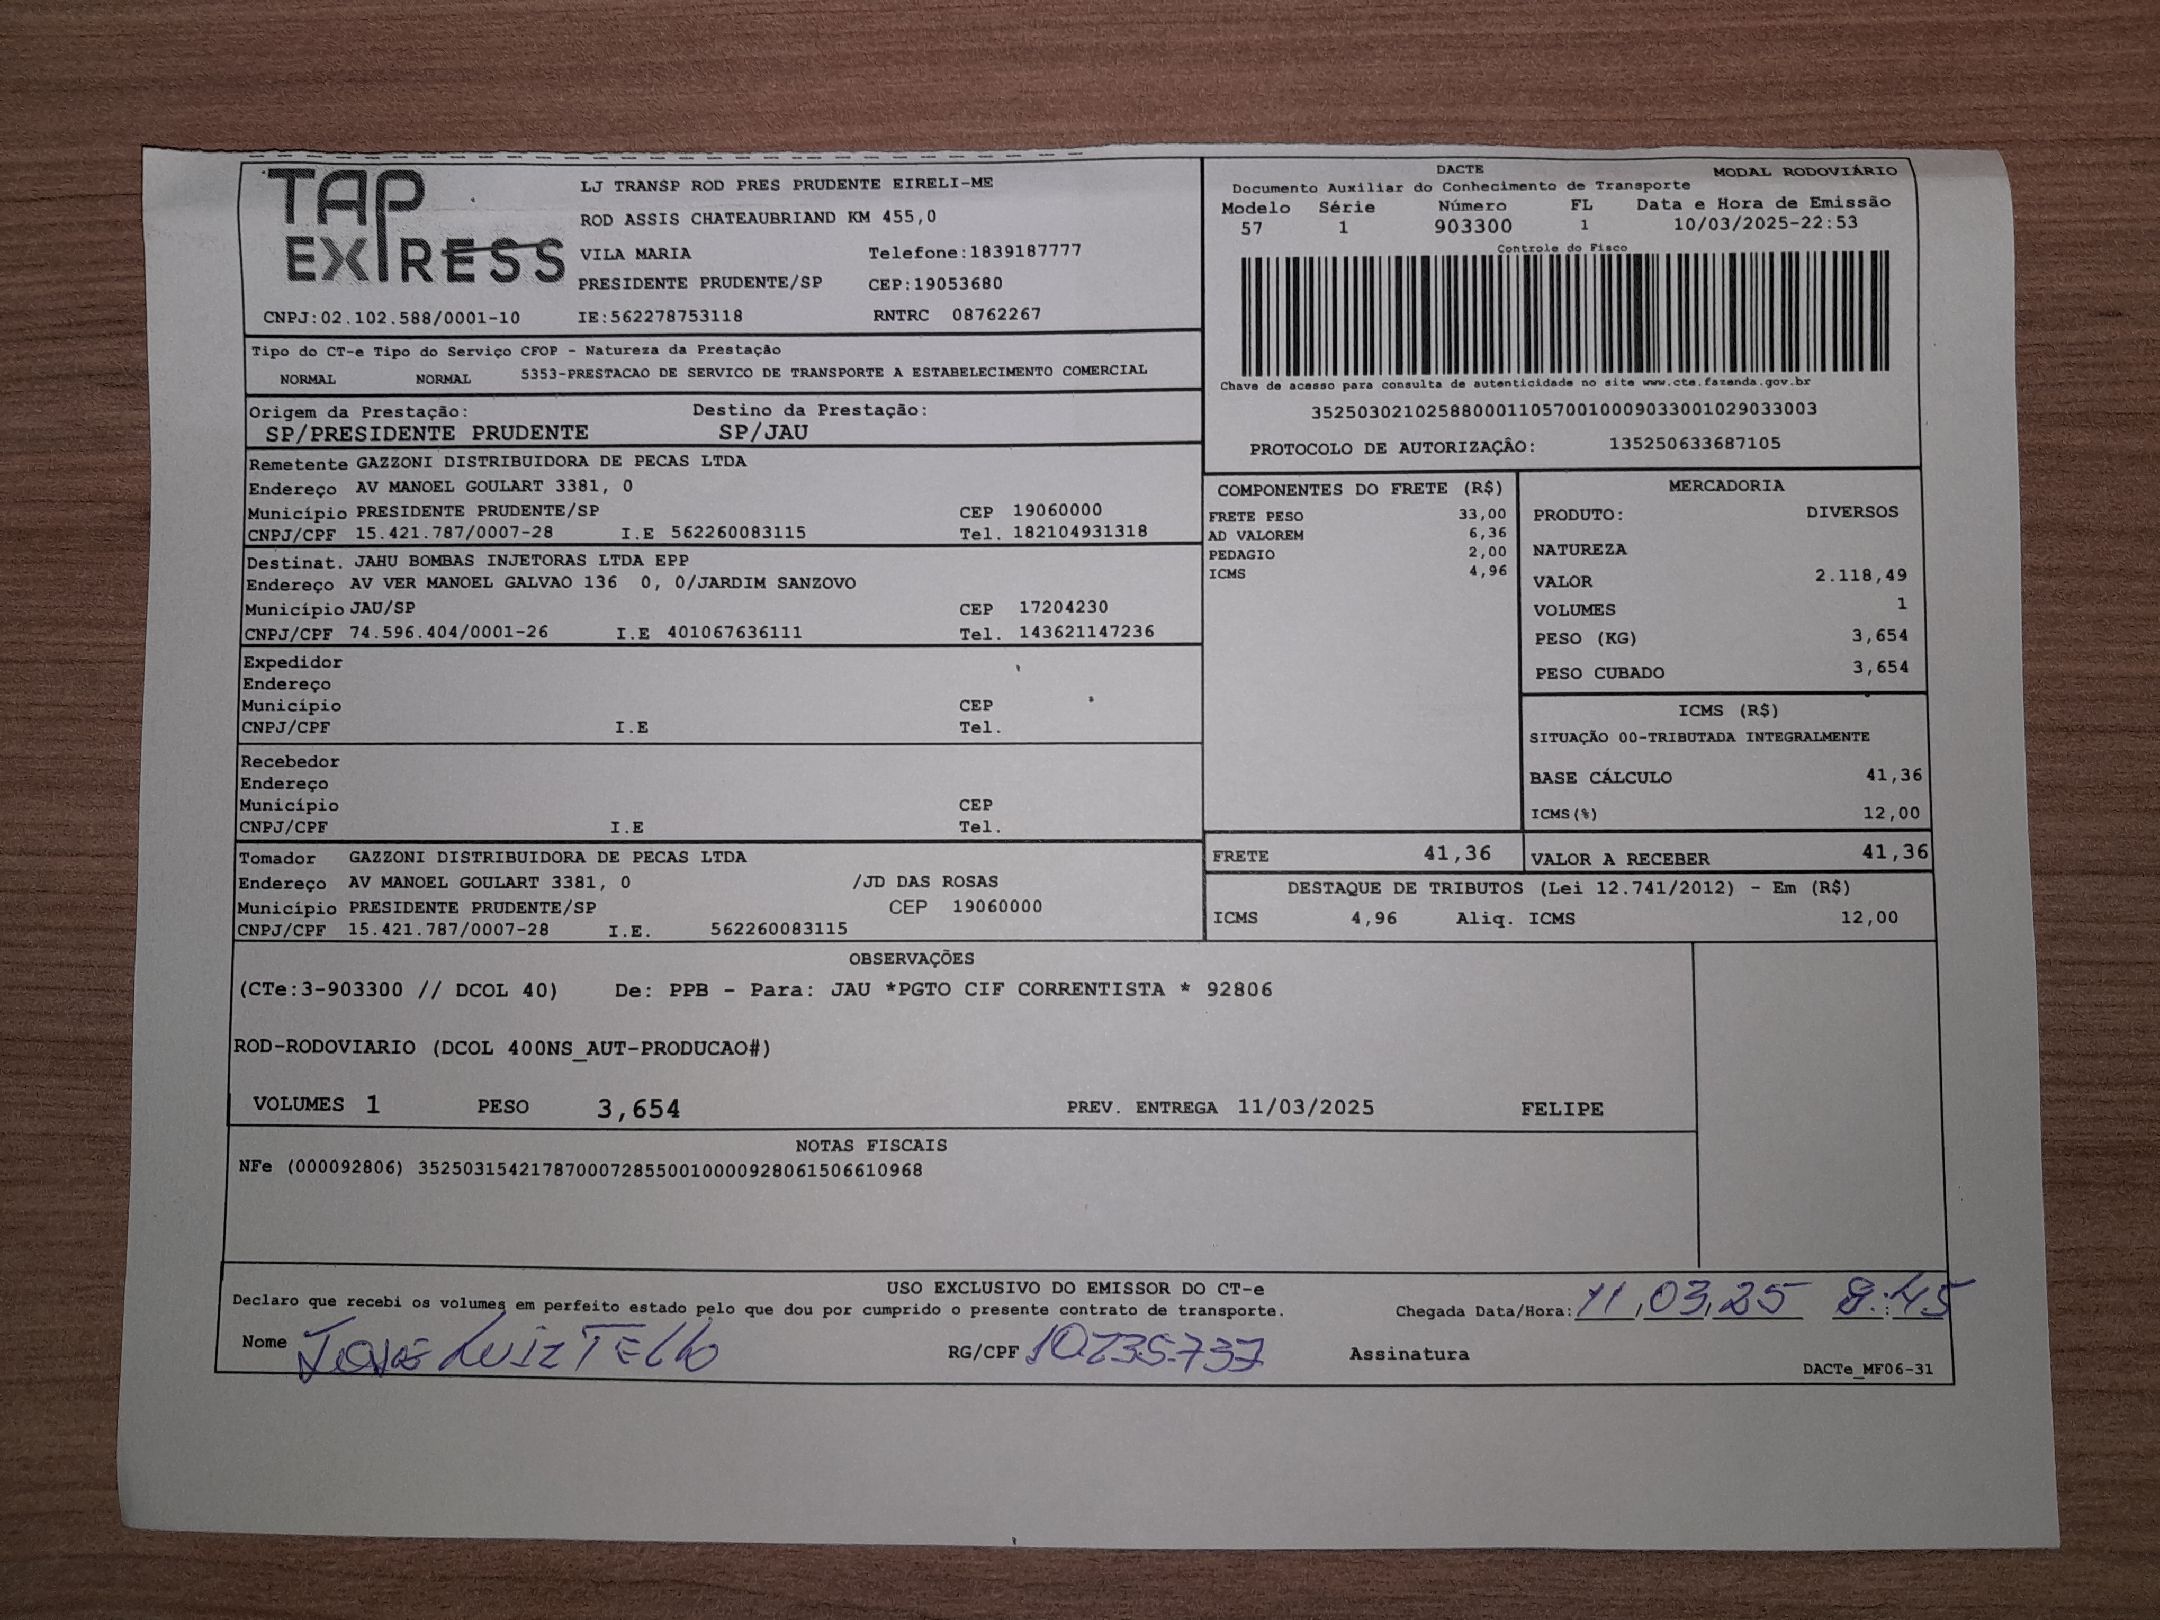 TAP EXPRESS
LJ TRANSP ROD PRES PRUDENTE EIRELI-ME
ROD ASSIS CHATEAUBRIAND KM 455,0
VILA MARIA Telefone:1839187777
PRESIDENTE PRUDENTE/SP CEP:19053680
CNPJ:02.102.588/0001-10 IE:562278753118 RNTRC 08762267
DACTE MODAL RODOVIÁRIO
Documento Auxiliar do Conhecimento de Transporte
Modelo Série Número FL Data e Hora de Emissão
57 1 903300 1 10/03/2025-22:53
Controle do Fisco
Chave de acesso para consulta de autenticidade no site www.cte.fazenda.gov.br
35250302102588000110570010009033001029033003
PROTOCOLO DE AUTORIZAÇÂO: 135250633687105
Tipo do CT-e Tipo do Serviço CFOP - Natureza da Prestação
NORMAL NORMAL 5353-PRESTACAO DE SERVICO DE TRANSPORTE A ESTABELECIMENTO COMERCIAL
Origem da Prestação: Destino da Prestação:
SP/PRESIDENTE PRUDENTE SP/JAU
Remetente GAZZONI DISTRIBUIDORA DE PECAS LTDA
Endereço AV MANOEL GOULART 3381, 0
Município PRESIDENTE PRUDENTE/SP CEP 19060000
CNPJ/CPF 15.421.787/0007-28 I.E 562260083115 Tel. 182104931318
Destinat. JAHU BOMBAS INJETORAS LTDA EPP
Endereço AV VER MANOEL GALVAO 136 0, 0/JARDIM SANZOVO
Município JAU/SP CEP 17204230
CNPJ/CPF 74.596.404/0001-26 I.E 401067636111 Tel. 143621147236
Expedidor
Endereço
Município CEP
CNPJ/CPF I.E Tel.
Recebedor
Endereço
Município CEP
CNPJ/CPF I.E Tel.
Tomador GAZZONI DISTRIBUIDORA DE PECAS LTDA
Endereço AV MANOEL GOULART 3381, 0 /JD DAS ROSAS
Município PRESIDENTE PRUDENTE/SP CEP 19060000
CNPJ/CPF 15.421.787/0007-28 I.E. 562260083115
COMPONENTES DO FRETE (R$)
FRETE PESO 33,00
AD VALOREM 6,36
PEDAGIO 2,00
ICMS 4,96
MERCADORIA
PRODUTO: DIVERSOS
NATUREZA
VALOR 2.118,49
VOLUMES 1
PESO (KG) 3,654
PESO CUBADO 3,654
ICMS (R$)
SITUAÇÃO 00-TRIBUTADA INTEGRALMENTE
BASE CÁLCULO 41,36
ICMS(%) 12,00
FRETE 41,36 VALOR A RECEBER 41,36
DESTAQUE DE TRIBUTOS (Lei 12.741/2012) - Em (R$)
ICMS 4,96 Aliq. ICMS 12,00
OBSERVAÇÕES
(CTe:3-903300 // DCOL 40) De: PPB - Para: JAU *PGTO CIF CORRENTISTA * 92806
ROD-RODOVIARIO (DCOL 400NS_AUT-PRODUCAO#)
VOLUMES 1 PESO 3,654 PREV. ENTREGA 11/03/2025 FELIPE
NOTAS FISCAIS
NFe (000092806) 35250315421787000728550010000928061506610968
USO EXCLUSIVO DO EMISSOR DO CT-e
Declaro que recebi os volumes em perfeito estado pelo que dou por cumprido o presente contrato de transporte. Chegada Data/Hora: 11,03,25 8:45
Nome JOSE LUIZ TELLO RG/CPF 10.235.737 Assinatura
DACTe_MF06-31